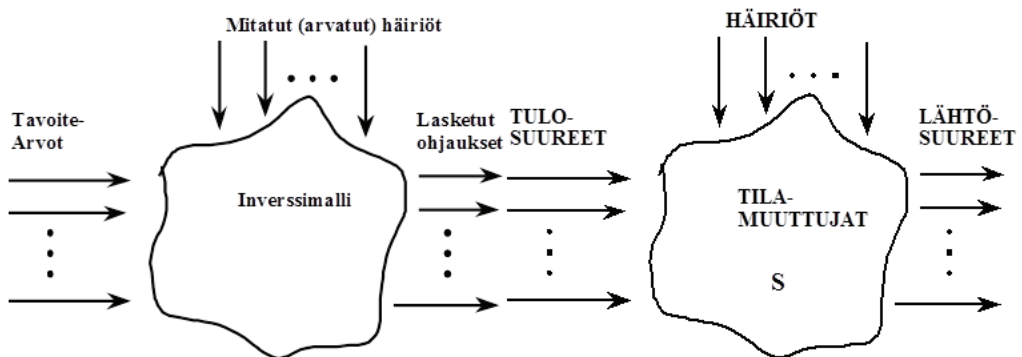 Mitatut (arvatut) häiriöt
HÄIRIÖT
Tavoite-
Arvot
Lasketut
ohjaukset
TULO-
SUUREET
LÄHTÖ-
SUUREET
Inverssimalli
TILA-
MUUTTUJAT
S